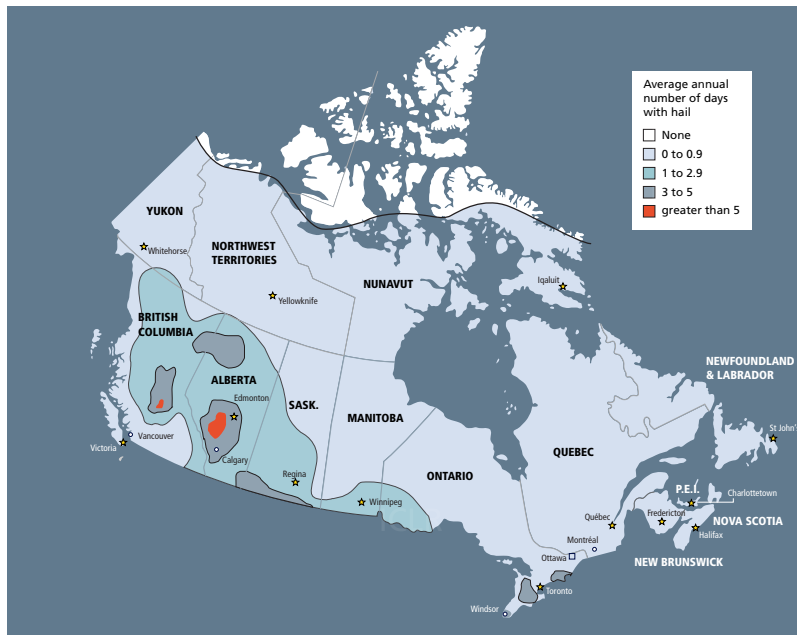 Average annual
number of days
with hail
None
0 to 0.9
1 to 2.9
3 to 5
greater than 5
YUKON
Whitehorse
NORTHWEST
TERRITORIES
Yellowknife
NUNAVUT
Iqaluit
BRITISH
COLUMBIA
ALBERTA
Edmonton
SASK.
MANITOBA
Vancouver
Victoria
Calgary
Regina
Winnipeg
ONTARIO
QUEBEC
NEWFOUNDLAND
& LABRADOR
St John's
P.E.I.
Charlottetown
Québec
Fredericton
NOVA SCOTIA
Halifax
Montréal
Ottawa
NEW BRUNSWICK
Toronto
Windsor